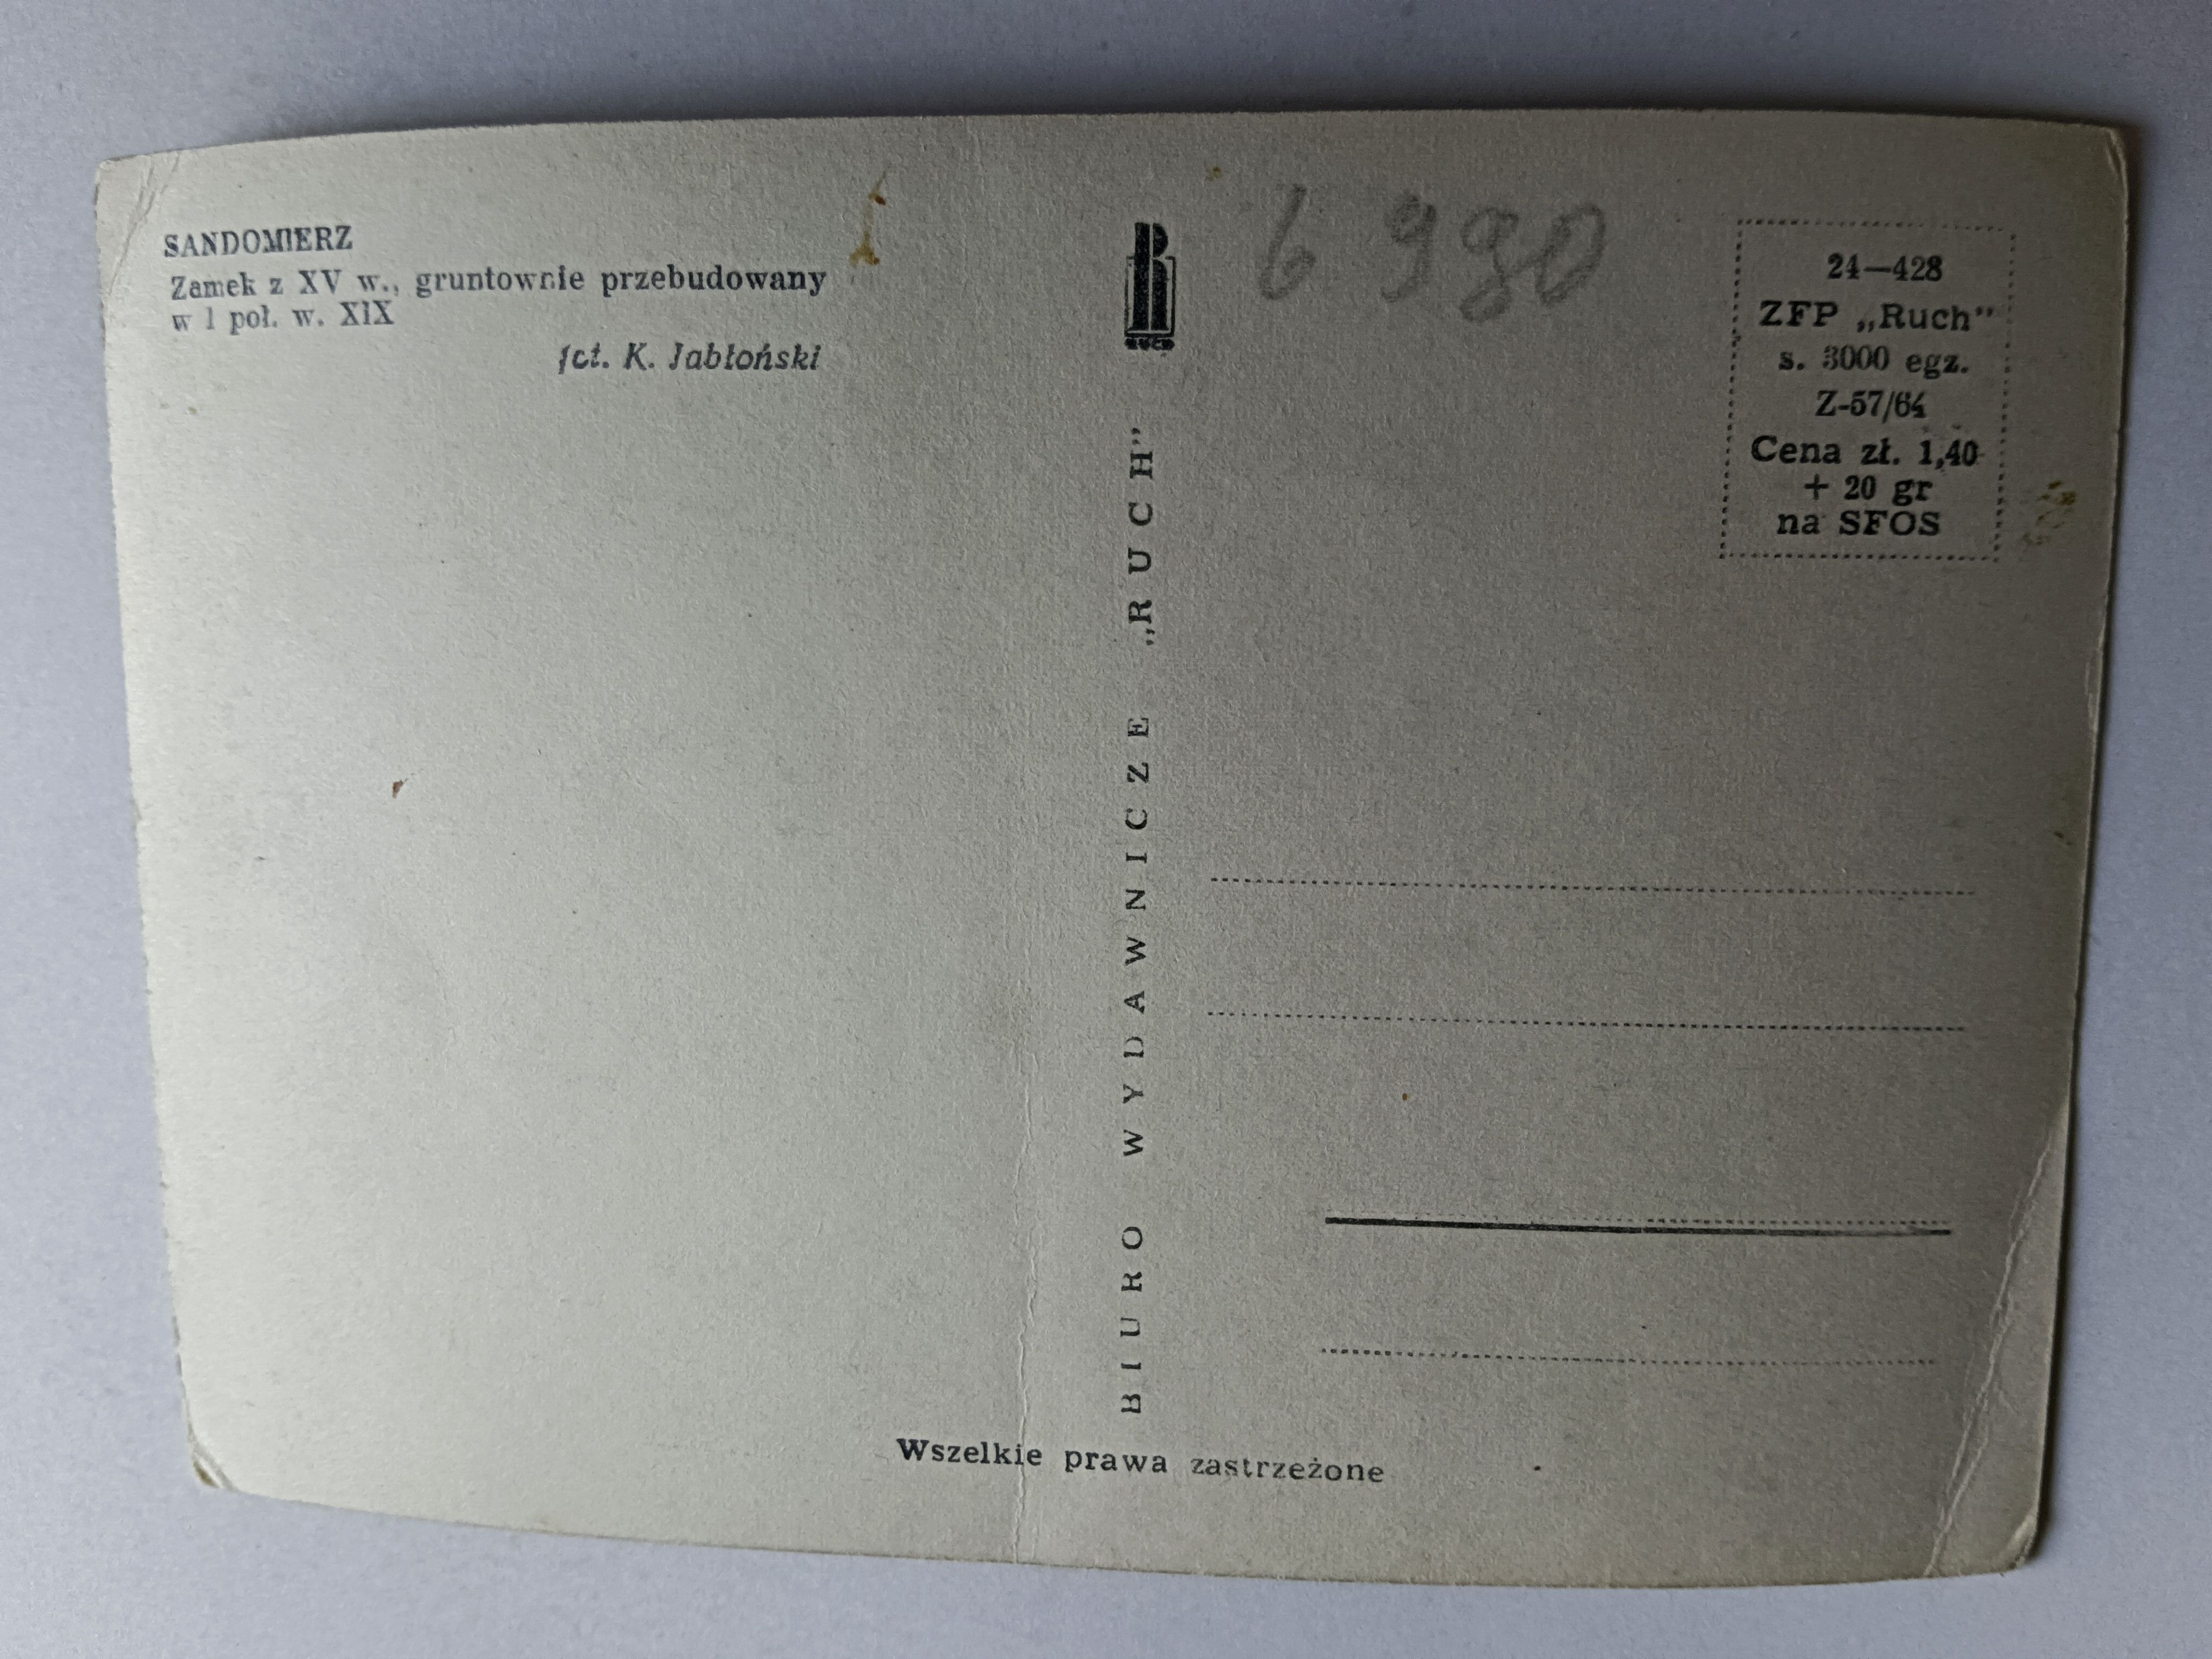 SANDOMIERZ
Zamek z XV w., gruntownie przebudowany
w I poł. w. XIX
fot. K. Jabłoński
RUCH
BIURO WYDAWNICZE „RUCH”
6 980
24—428
ZFP „Ruch”
s. 3000 egz.
Z-57/64
Cena zł. 1,40
+ 20 gr
na SFOS
Wszelkie prawa zastrzeżone